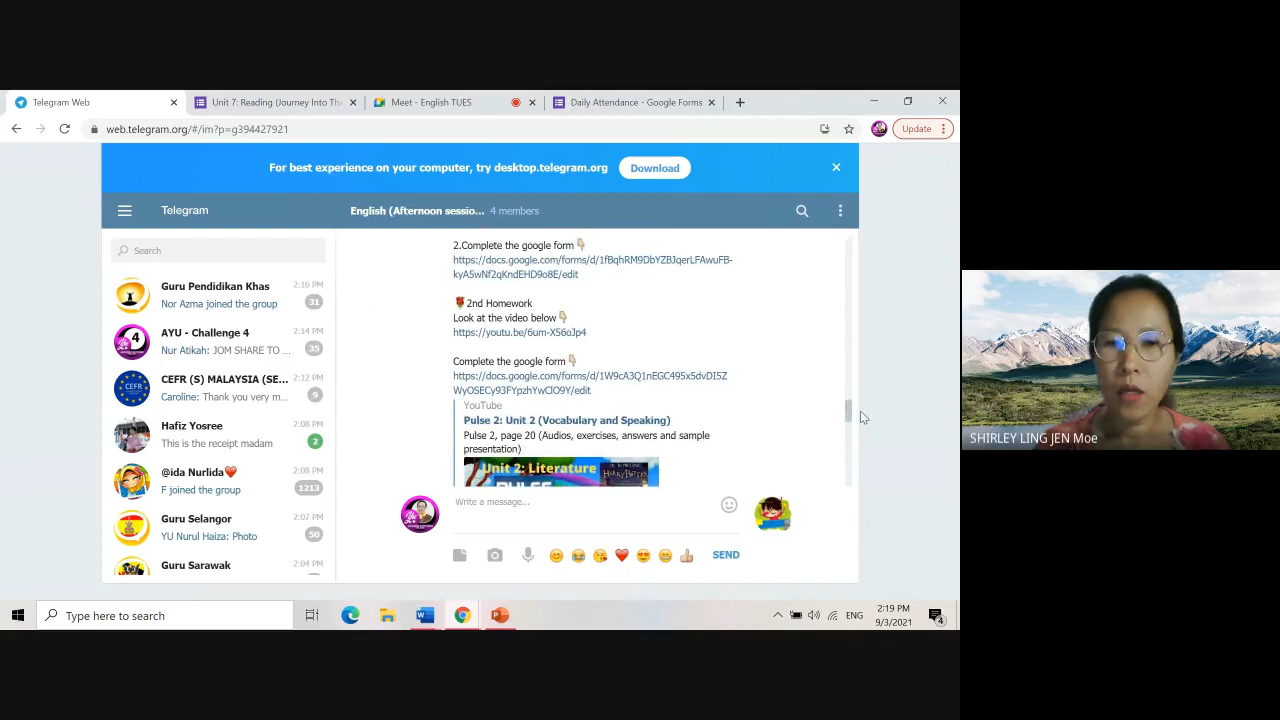 Telegram Web
Unit 7: Reading (Journey Into The
Meet - English TUES
Daily Attendance - Google Forms
web.telegram.org/#/im?p=g394427921
Update
For best experience on your computer, try desktop.telegram.org
Download
Telegram
English (Afternoon sessio...
4 members
Search
Guru Pendidikan Khas
2:16 PM
Nor Azma joined the group
31
AYU - Challenge 4
2:14 PM
Nur Atikah: JOM SHARE TO ...
35
CEFR (S) MALAYSIA (SE...
2:12 PM
Caroline: Thank you very m...
9
Hafiz Yosree
2:08 PM
This is the receipt madam
2
@ida Nurlida❤️
2:08 PM
F joined the group
1213
Guru Selangor
2:07 PM
YU Nurul Haiza: Photo
50
Guru Sarawak
2:04 PM
2.Complete the google form👇🏼
https://docs.google.com/forms/d/1fBqhRM9DbYZBJqerLFAwuFB-
kyA5wNf2qKndEHD9o8E/edit
🌹2nd Homework
Look at the video below👇🏼
https://youtu.be/6um-X56oJp4
Complete the google form👇🏼
https://docs.google.com/forms/d/1W9cA3Q1nEGC495x5dvDI5Z
WyOSECy93FYpzhYwClO9Y/edit
YouTube
Pulse 2: Unit 2 (Vocabulary and Speaking)
Pulse 2, page 20 (Audios, exercises, answers and sample
presentation)
Unit 2: Literature
HARRY POTTER
PULSE
Write a message...
SEND
SHIRLEY LING JEN Moe
Type here to search
ENG
2:19 PM
9/3/2021
4